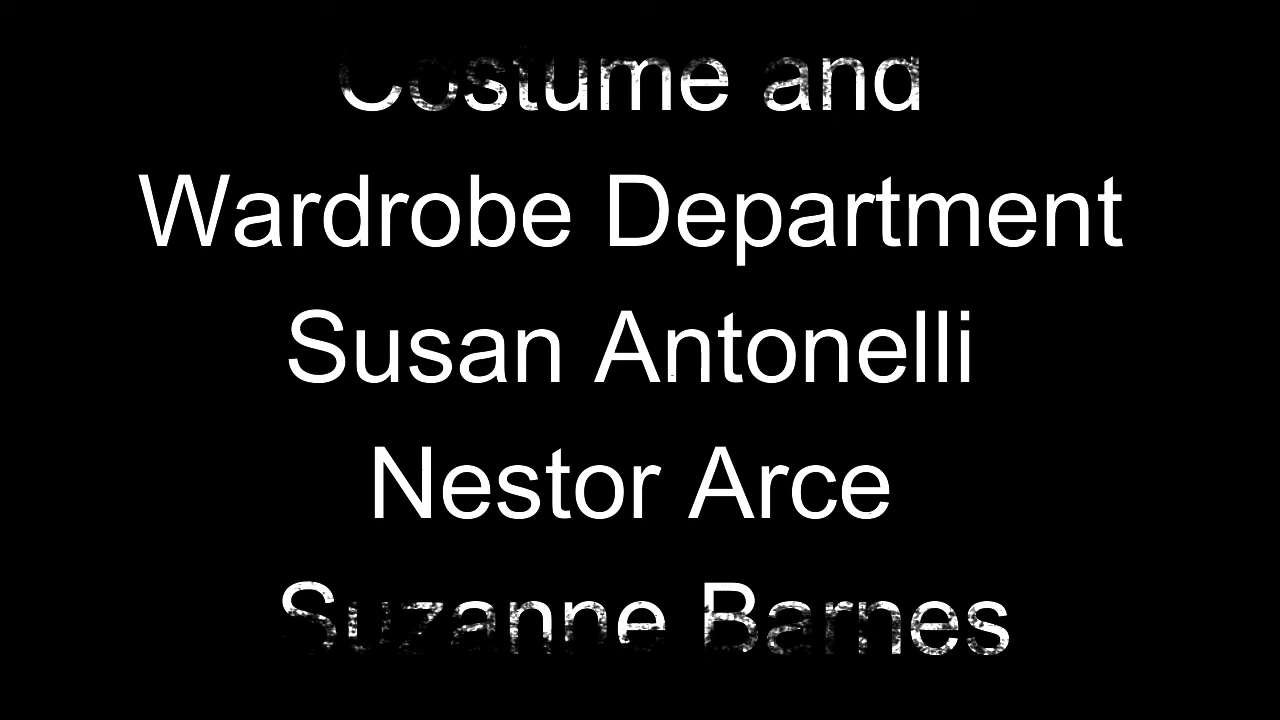 Costume and
Wardrobe Department
Susan Antonelli
Nestor Arce
Suzanne Barnes